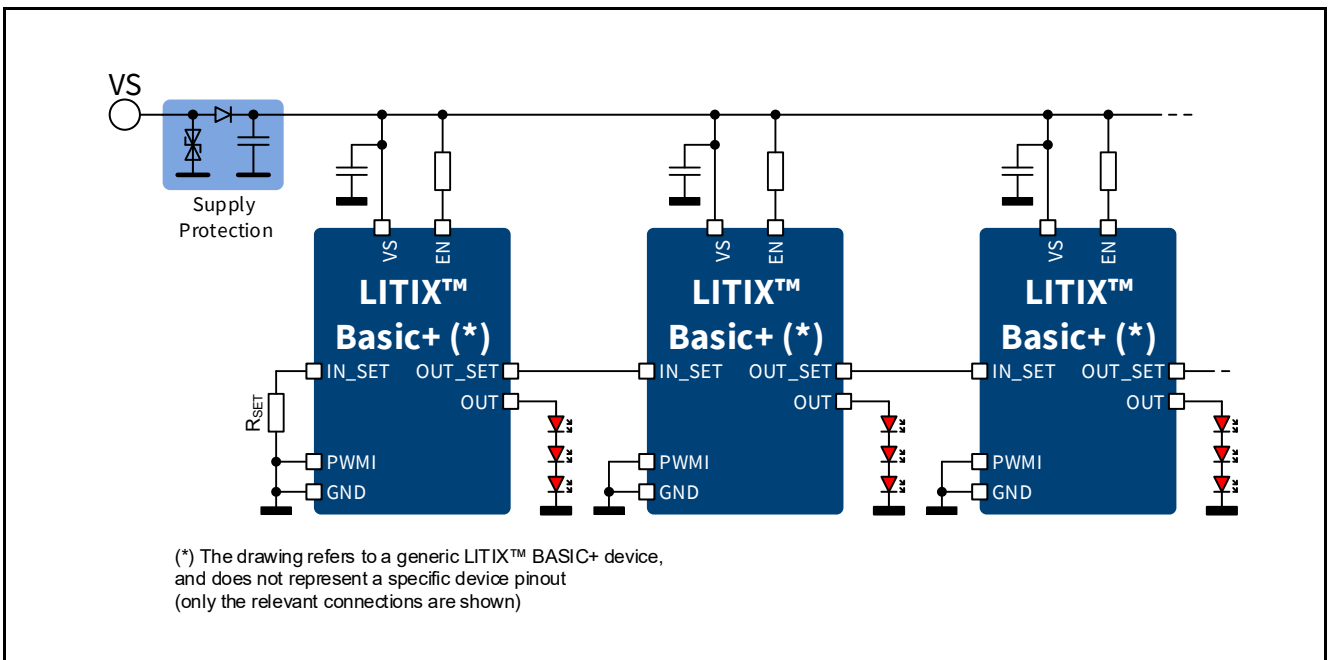 VS
Supply
Protection
VS EN
LITIX™
Basic+ (*)
IN_SET OUT_SET
OUT
RSET
PWMI
GND
VS EN
LITIX™
Basic+ (*)
IN_SET OUT_SET
OUT
PWMI
GND
VS EN
LITIX™
Basic+ (*)
IN_SET OUT_SET
OUT
PWMI
GND
(*) The drawing refers to a generic LITIX™ BASIC+ device,
and does not represent a specific device pinout
(only the relevant connections are shown)